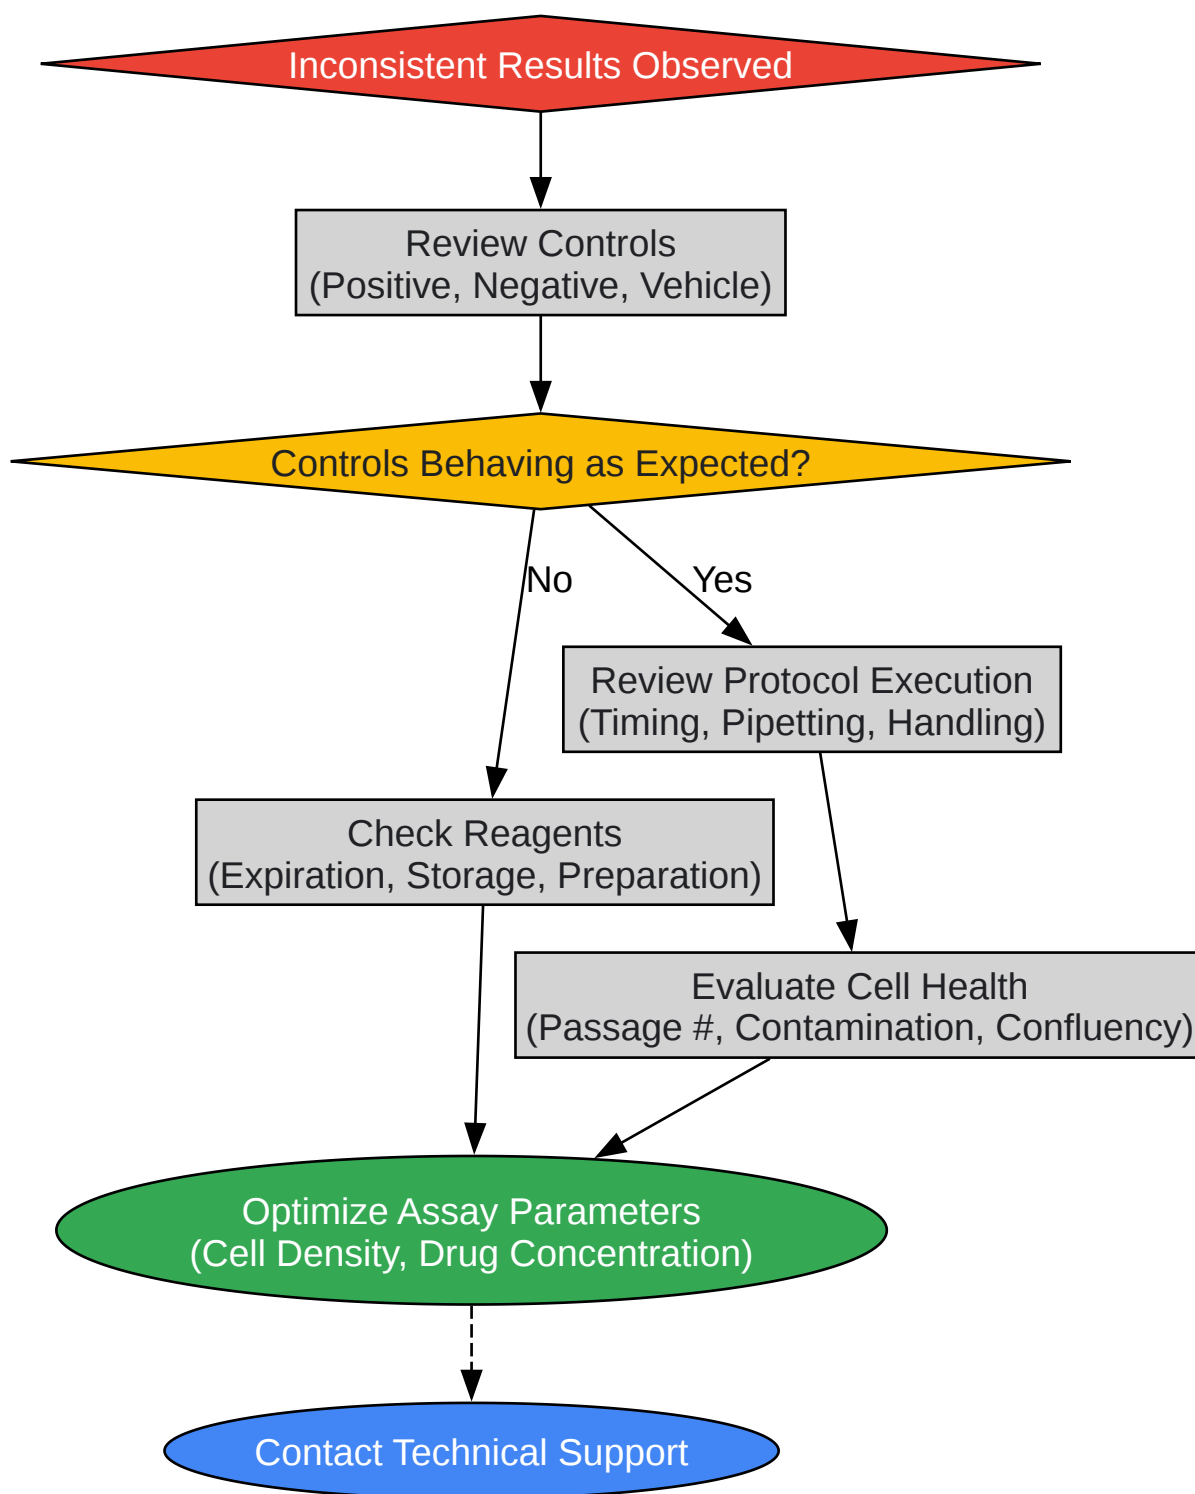 Inconsistent Results Observed
Review Controls
(Positive, Negative, Vehicle)
Controls Behaving as Expected?
No
Yes
Review Protocol Execution
(Timing, Pipetting, Handling)
Check Reagents
(Expiration, Storage, Preparation)
Evaluate Cell Health
(Passage #, Contamination, Confluency)
Optimize Assay Parameters
(Cell Density, Drug Concentration)
Contact Technical Support